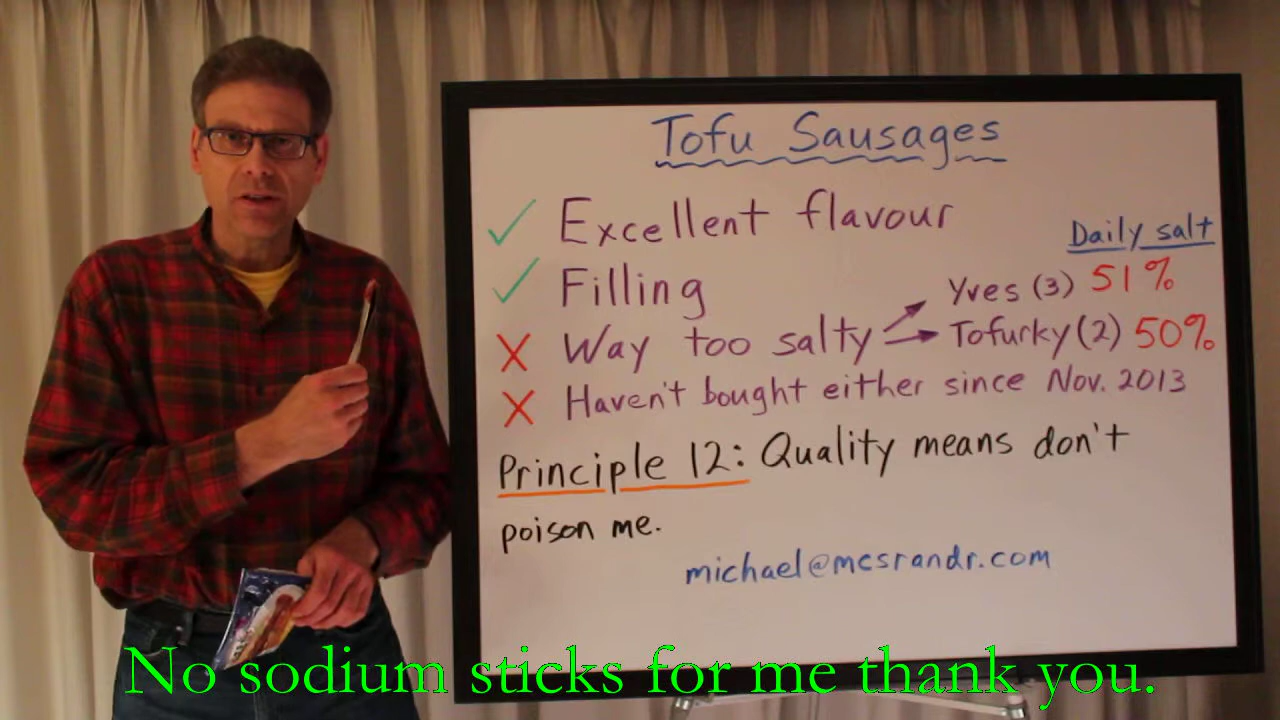 Tofu Sausages
✓ Excellent flavour
Daily salt
✓ Filling
Yves (3) 51%
X Way too salty
Tofurky (2) 50%
X Haven't bought either since Nov. 2013
Principle 12: Quality means don't
poison me.
michael@mcsrandr.com
No sodium sticks for me thank you.